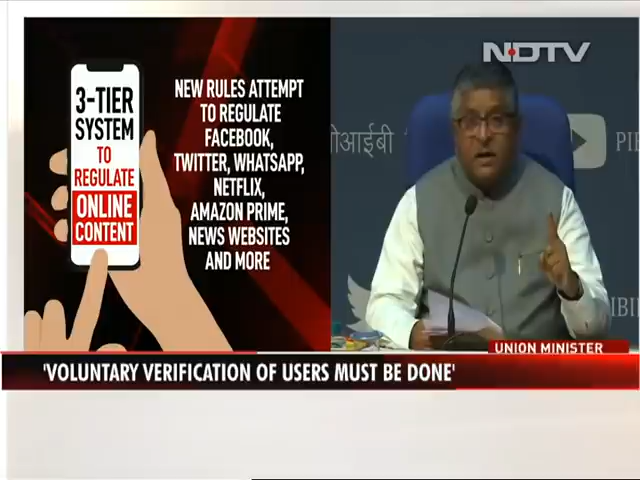 NDTV
3-TIER
SYSTEM
TO
REGULATE
ONLINE
CONTENT
NEW RULES ATTEMPT
TO REGULATE
FACEBOOK,
TWITTER, WHATSAPP,
NETFLIX,
AMAZON PRIME,
NEWS WEBSITES
AND MORE
ीआईबी
PIB
IBI
UNION MINISTER
'VOLUNTARY VERIFICATION OF USERS MUST BE DONE'